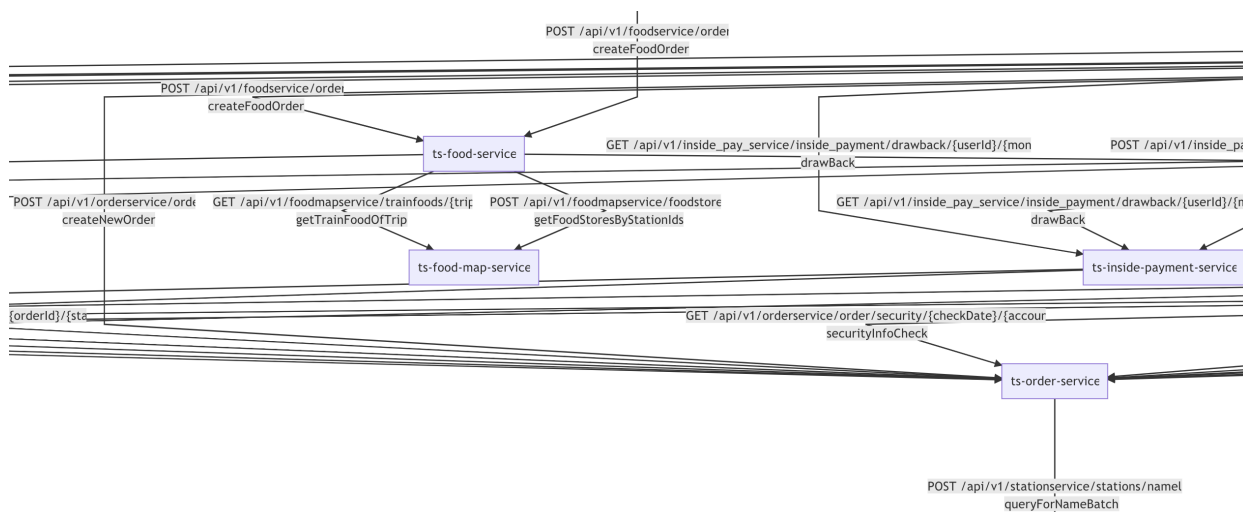 POST /api/v1/foodservice/order
createFoodOrder
POST /api/v1/foodservice/order
createFoodOrder
ts-food-service
GET /api/v1/inside_pay_service/inside_payment/drawback/{userId}/{mon
drawBack
POST /api/v1/inside_p
POST /api/v1/orderservice/orde
createNewOrder
GET /api/v1/foodmapservice/trainfoods/{trip
getTrainFoodOfTrip
POST /api/v1/foodmapservice/foodstore
getFoodStoresByStationIds
GET /api/v1/inside_pay_service/inside_payment/drawback/{userId}/{m
drawBack
ts-food-map-service
ts-inside-payment-service
{orderId}/{sta
GET /api/v1/orderservice/order/security/{checkDate}/{accour
securityInfoCheck
ts-order-service
POST /api/v1/stationservice/stations/namel
queryForNameBatch